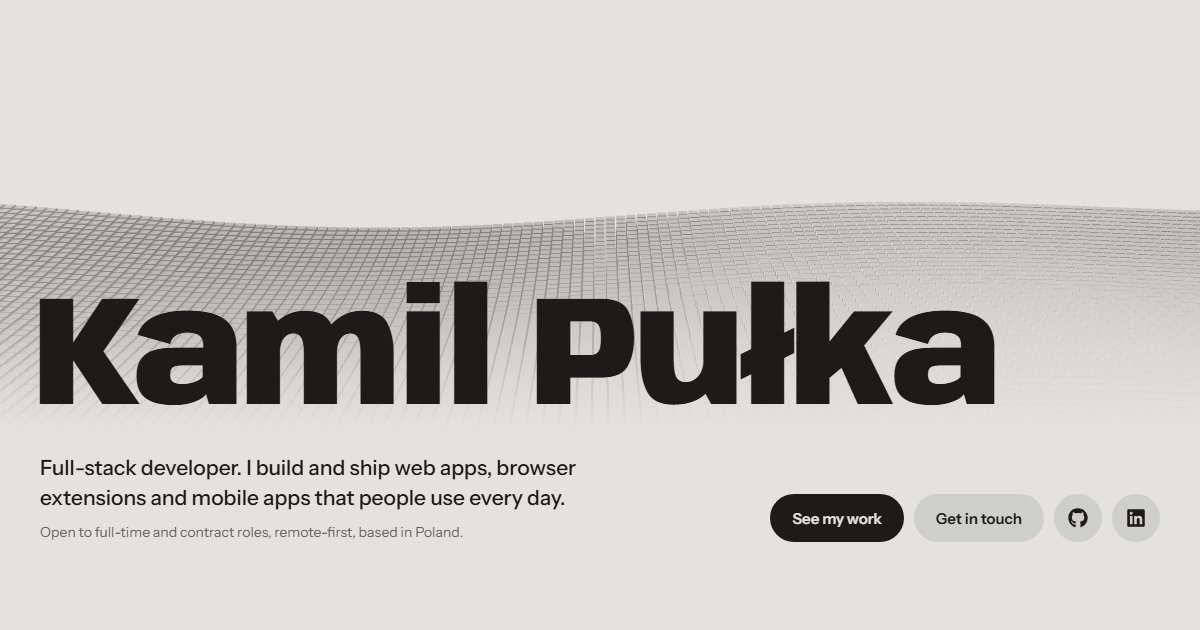 Kamil Pułka
Full-stack developer. I build and ship web apps, browser
extensions and mobile apps that people use every day.
Open to full-time and contract roles, remote-first, based in Poland.
See my work
Get in touch
in